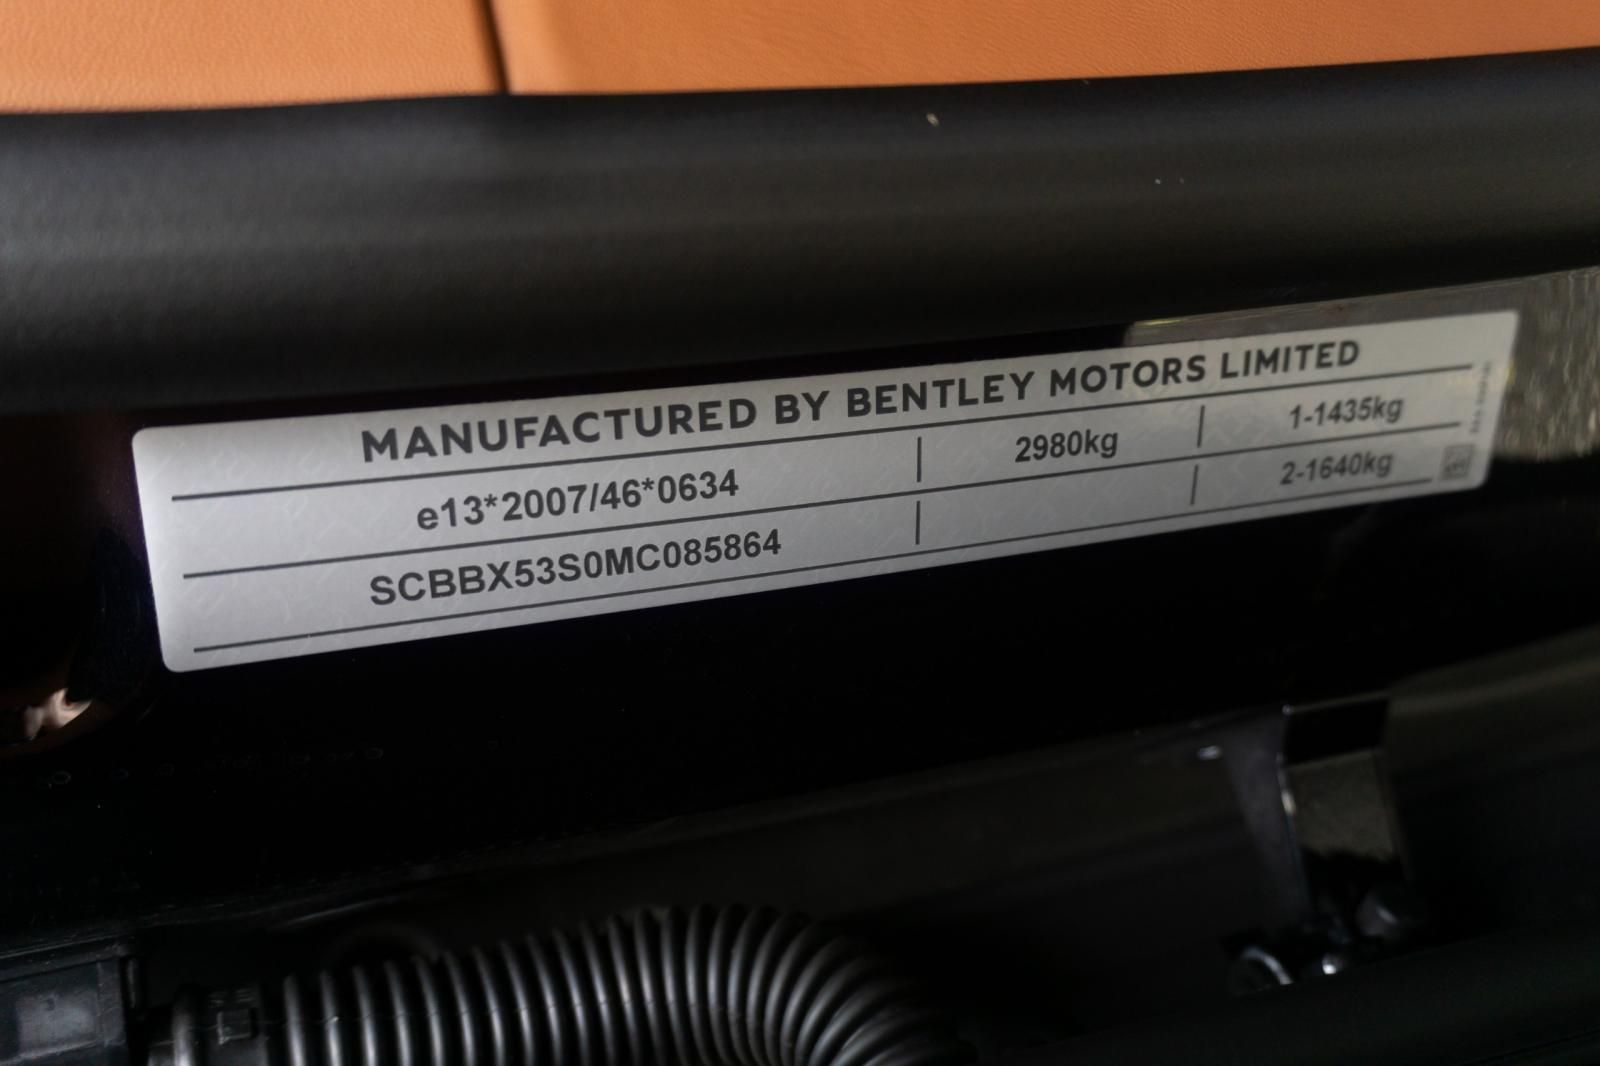 MANUFACTURED BY BENTLEY MOTORS LIMITED
e13*2007/46*0634 2980kg 1-1435kg
SCBBX53S0MC085864 2-1640kg